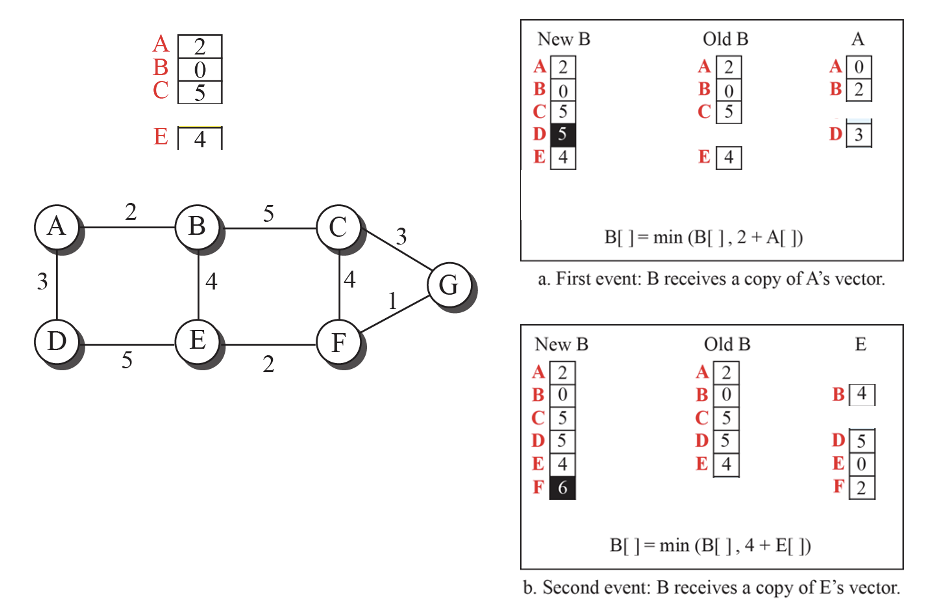 A 2
B 0
C 5
E 4
A 2 B 5 C
3 4 4 3
G
D 5 E 2 F 1
New B Old B A
A 2 A 2 A 0
B 0 B 0 B 2
C 5 C 5
D 5 D 3
E 4 E 4
B[ ] = min (B[ ] , 2 + A[ ])
a. First event: B receives a copy of A’s vector.
New B Old B E
A 2 A 2
B 0 B 0 B 4
C 5 C 5
D 5 D 5 D 5
E 4 E 4 E 0
F 6 F 2
B[ ] = min (B[ ] , 4 + E[ ])
b. Second event: B receives a copy of E’s vector.